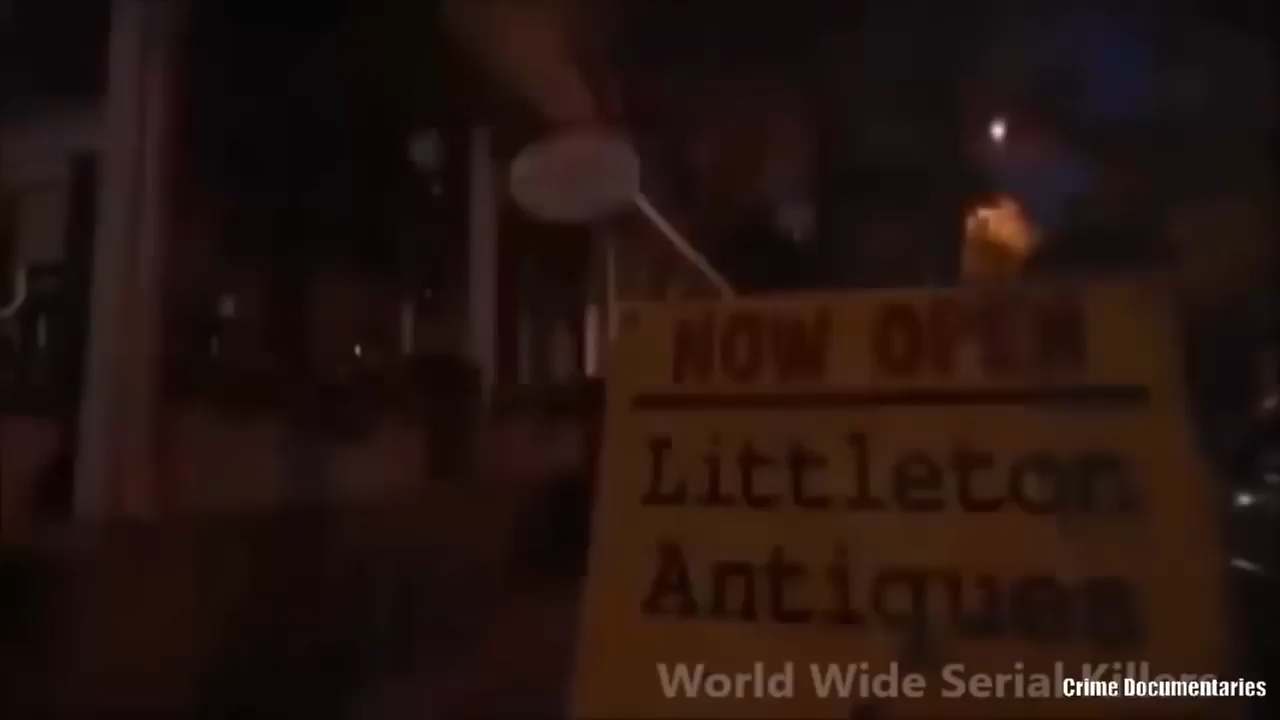 NOW OPEN
Littleton
Antiques
World Wide Serial Killers
Crime Documentaries